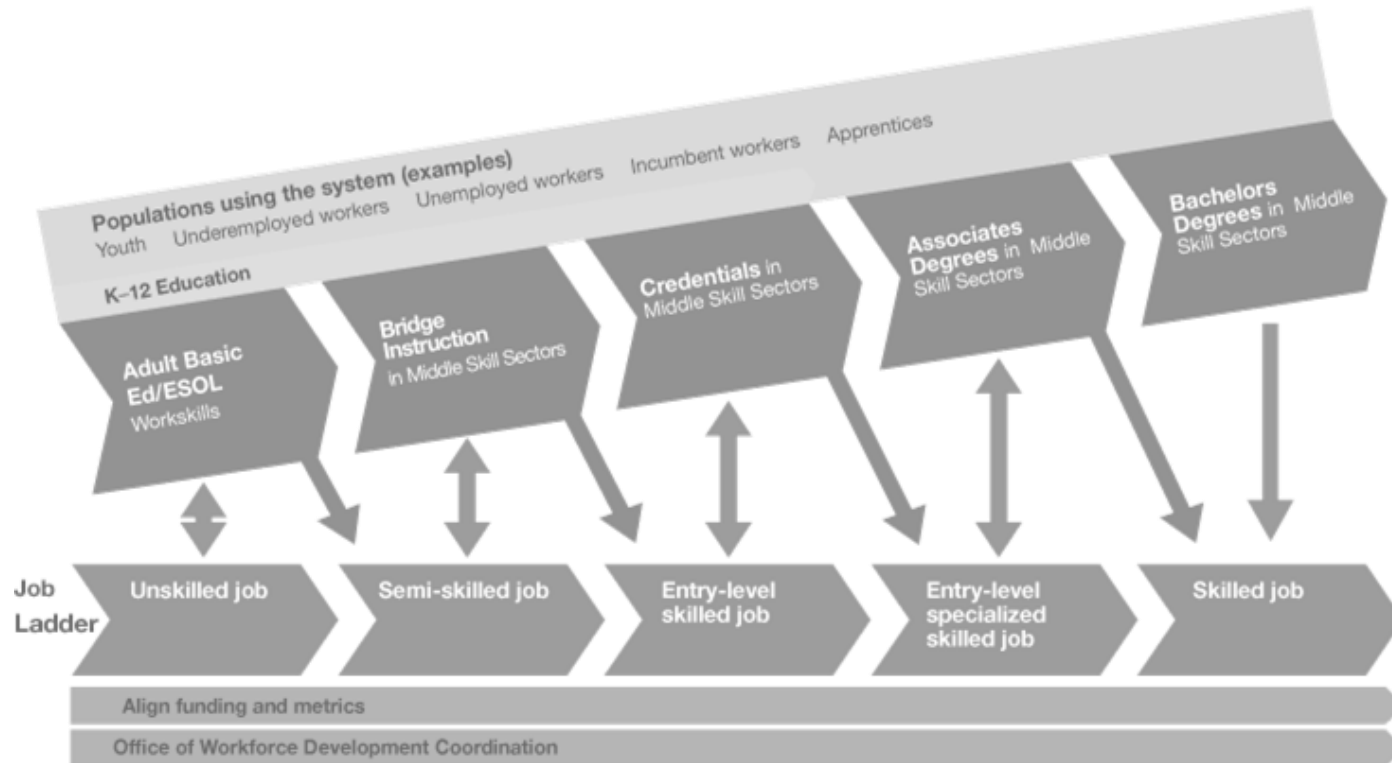 Populations using the system (examples)
Youth Underemployed workers Unemployed workers Incumbent workers Apprentices
K–12 Education
Adult Basic
Ed/ESOL
Workskills
Bridge
Instruction
in Middle Skill Sectors
Credentials in
Middle Skill Sectors
Associates
Degrees in Middle
Skill Sectors
Bachelors
Degrees in Middle
Skill Sectors
Job
Ladder
Unskilled job
Semi-skilled job
Entry-level
skilled job
Entry-level
specialized
skilled job
Skilled job
Align funding and metrics
Office of Workforce Development Coordination